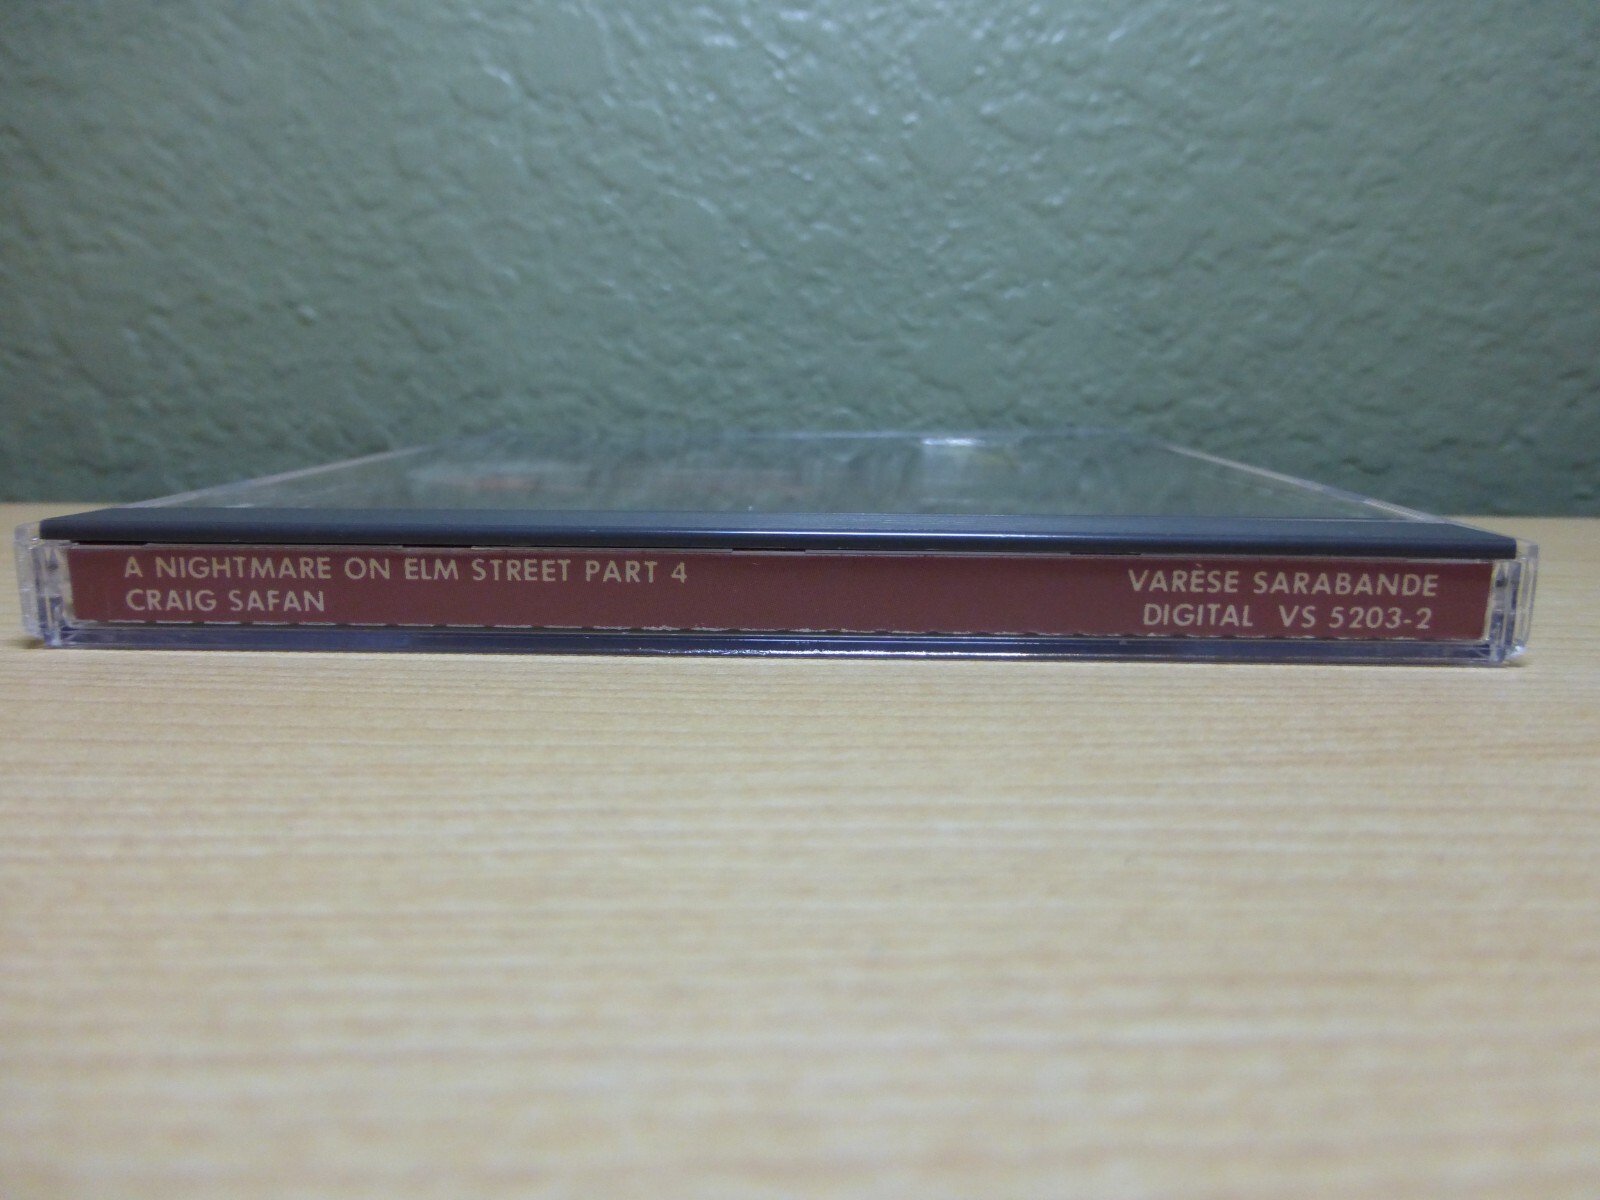 A NIGHTMARE ON ELM STREET PART 4
CRAIG SAFAN
VARÈSE SARABANDE
DIGITAL VS 5203-2